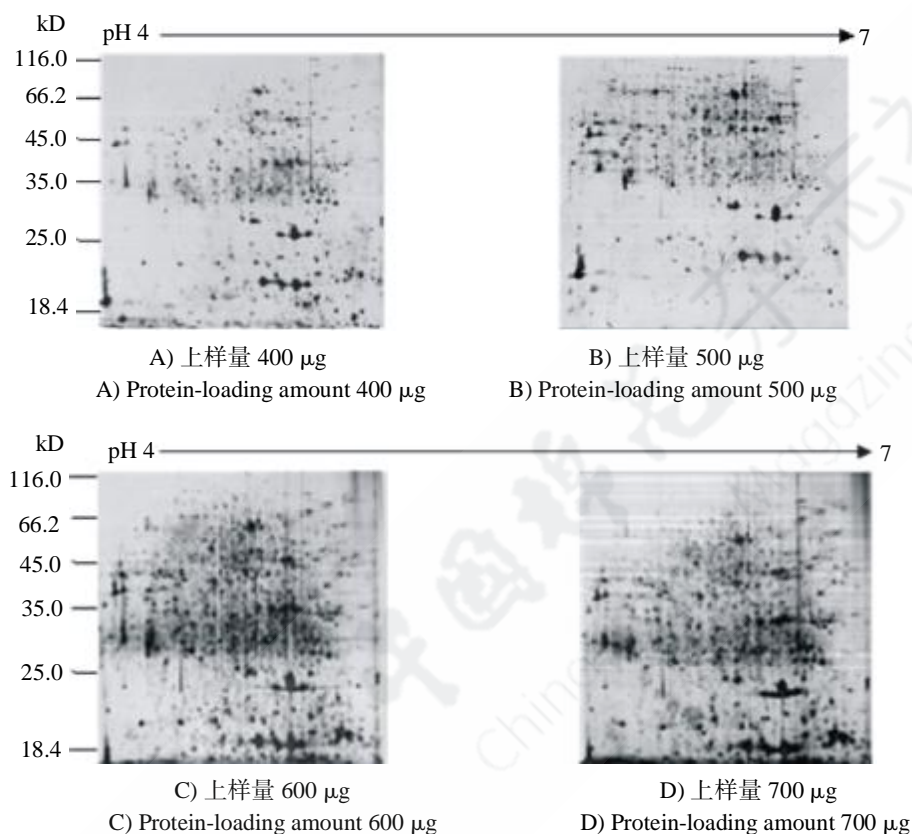 kD
pH 4 7
116.0
66.2
45.0
35.0
25.0
18.4
A) 上样量 400 μg
A) Protein-loading amount 400 μg
B) 上样量 500 μg
B) Protein-loading amount 500 μg
kD
pH 4 7
116.0
66.2
45.0
35.0
25.0
18.4
C) 上样量 600 μg
C) Protein-loading amount 600 μg
D) 上样量 700 μg
D) Protein-loading amount 700 μg
杂志
Magazine